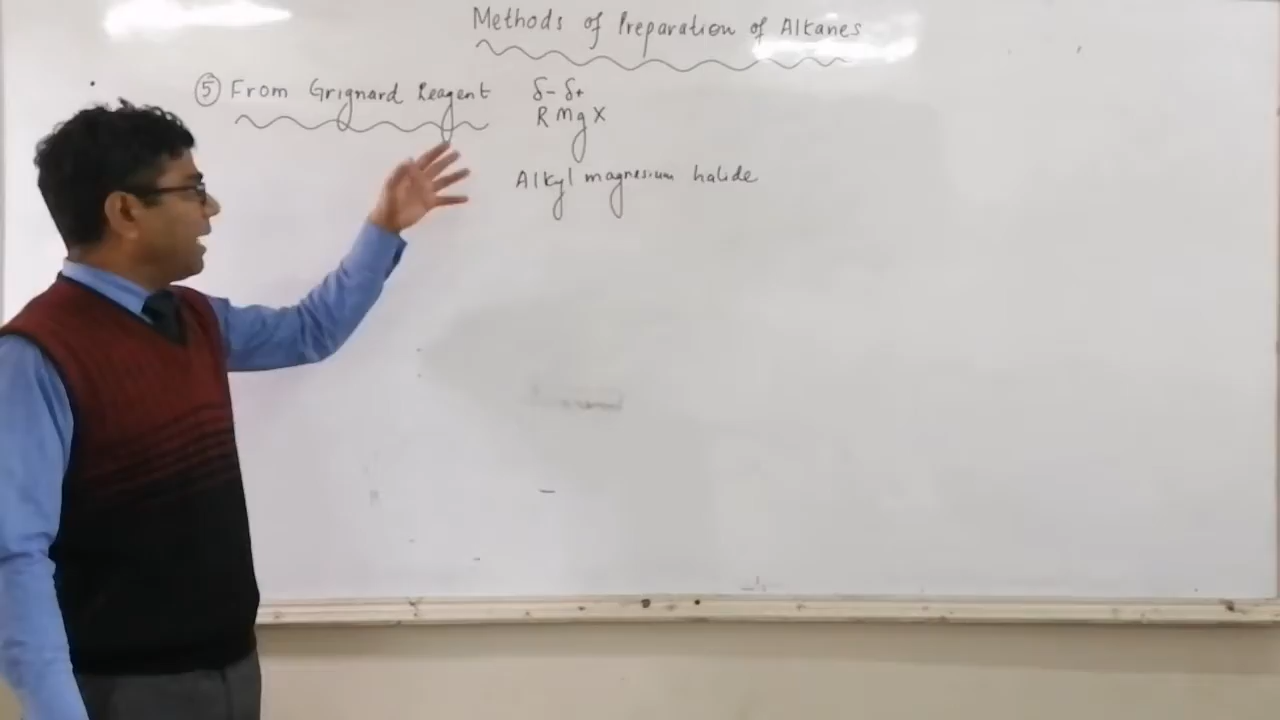 Methods of Preparation of Alkanes
⑤ From Grignard Reagent
δ- δ+
R Mg X
Alkyl magnesium halide